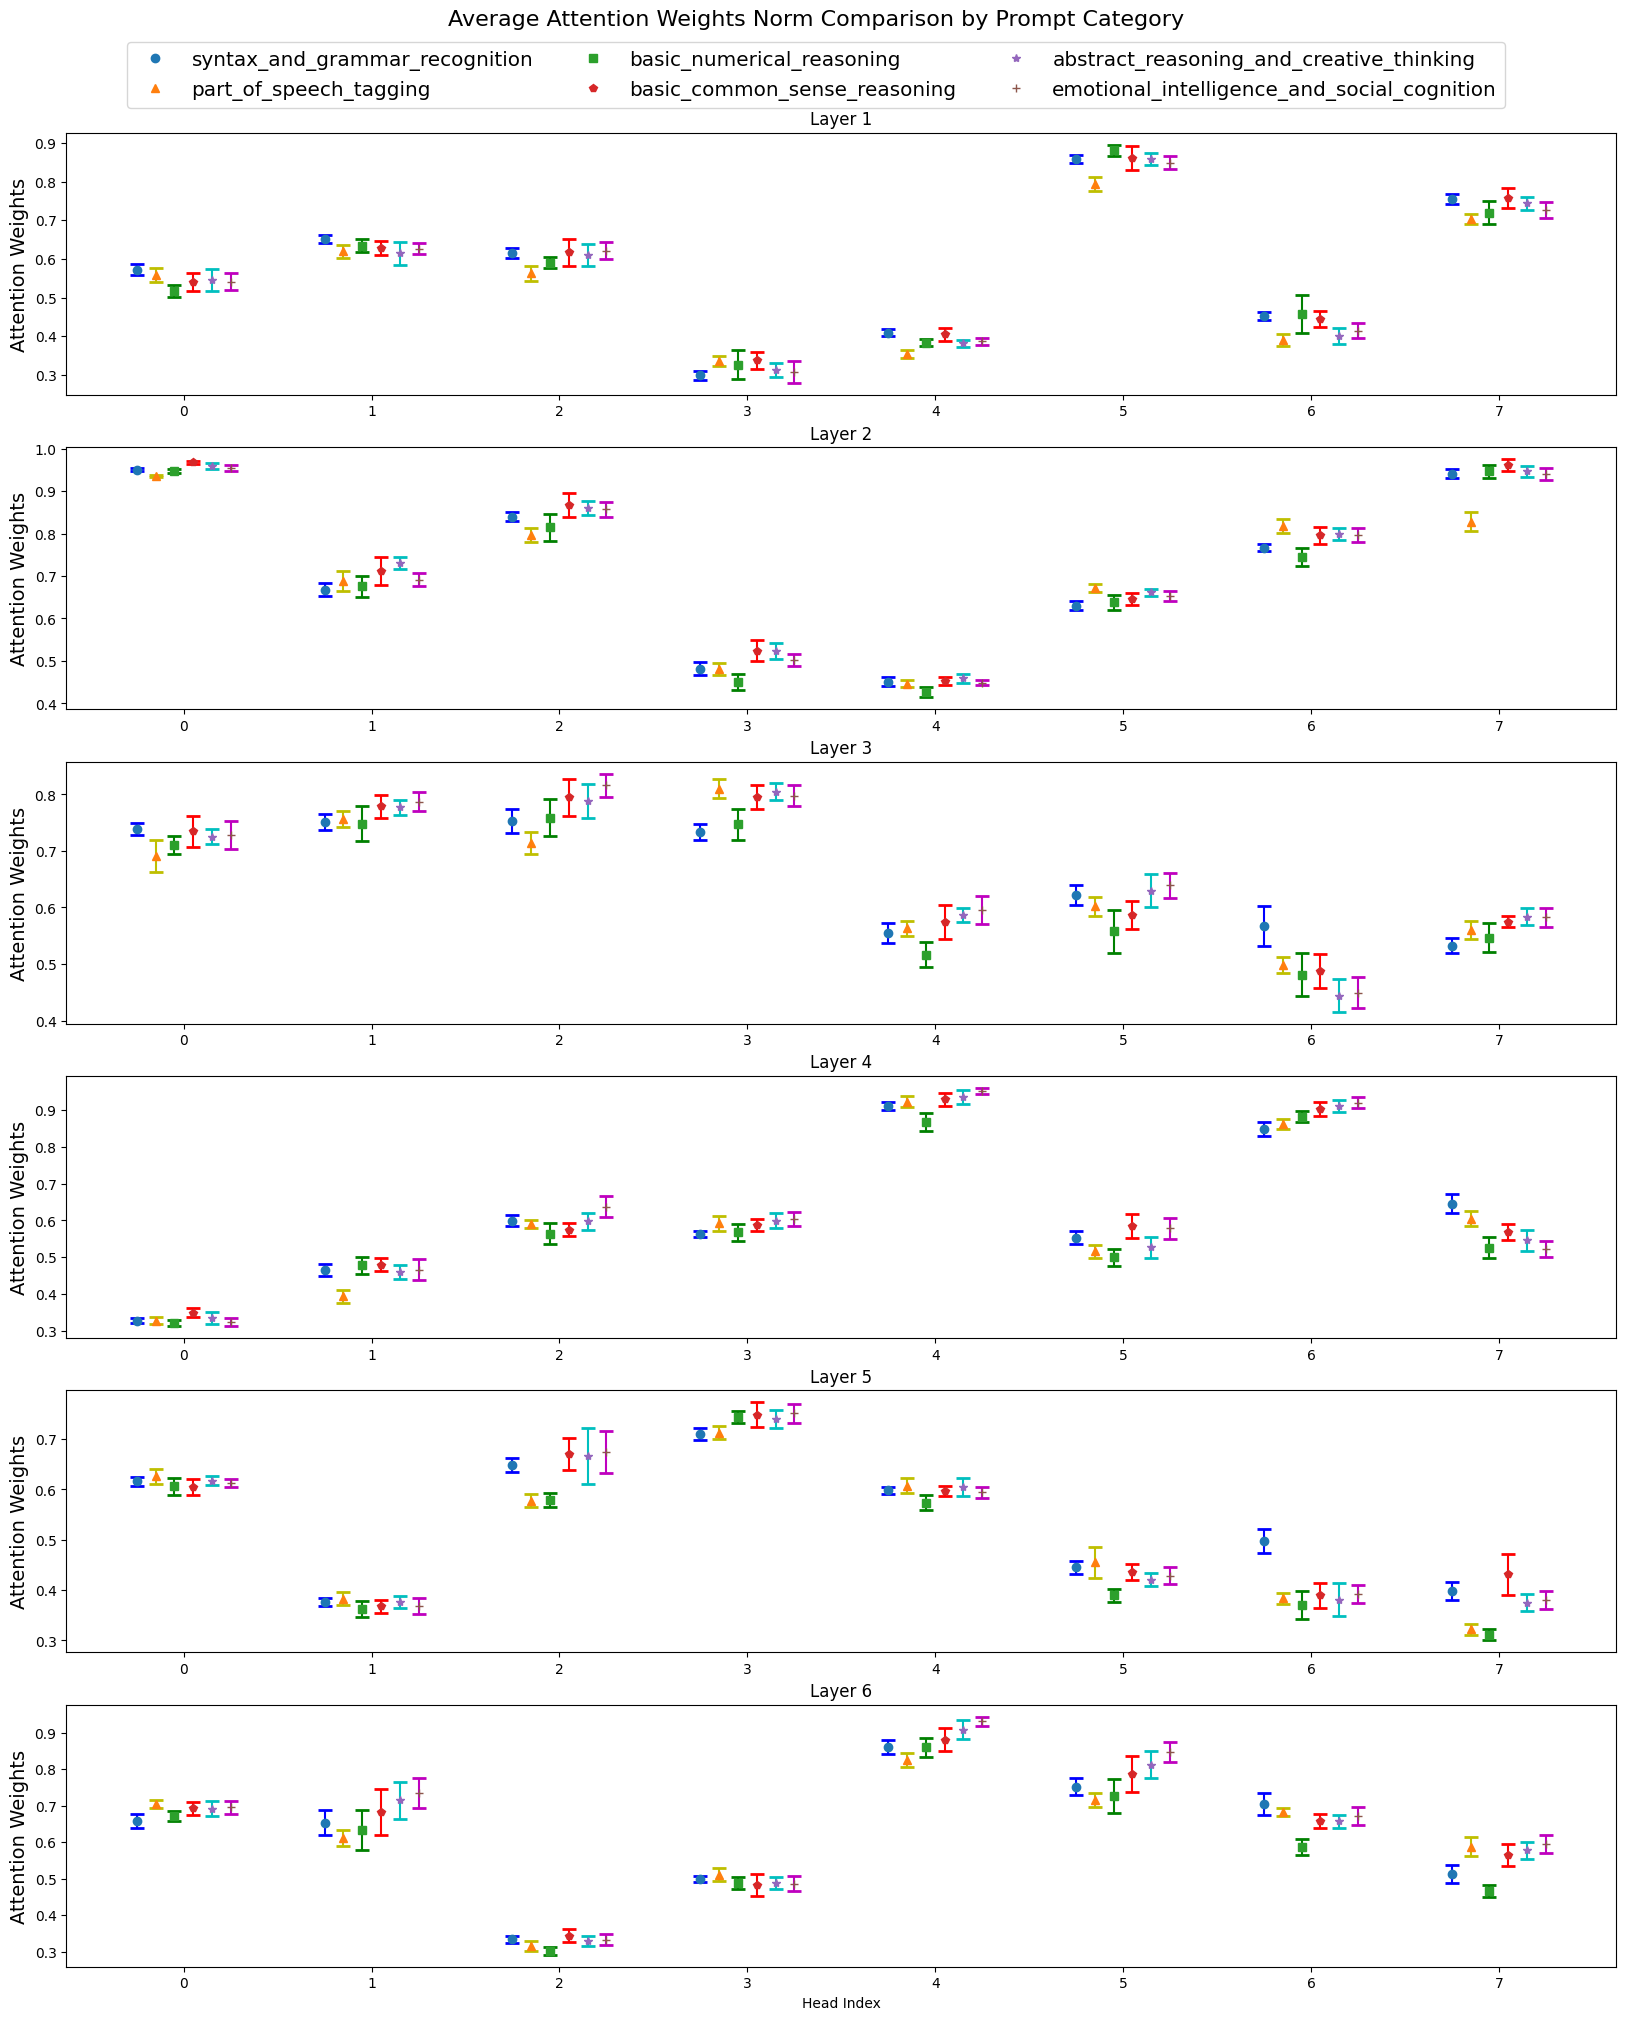 Average Attention Weights Norm Comparison by Prompt Category
syntax_and_grammar_recognition basic_numerical_reasoning abstract_reasoning_and_creative_thinking
part_of_speech_tagging basic_common_sense_reasoning emotional_intelligence_and_social_cognition
Layer 1
Attention Weights
0.9
0.8
0.7
0.6
0.5
0.4
0.3
0 1 2 3 4 5 6 7
Layer 2
Attention Weights
1.0
0.9
0.8
0.7
0.6
0.5
0.4
0 1 2 3 4 5 6 7
Layer 3
Attention Weights
0.8
0.7
0.6
0.5
0.4
0 1 2 3 4 5 6 7
Layer 4
Attention Weights
0.9
0.8
0.7
0.6
0.5
0.4
0.3
0 1 2 3 4 5 6 7
Layer 5
Attention Weights
0.7
0.6
0.5
0.4
0.3
0 1 2 3 4 5 6 7
Layer 6
Attention Weights
0.9
0.8
0.7
0.6
0.5
0.4
0.3
0 1 2 3 4 5 6 7
Head Index